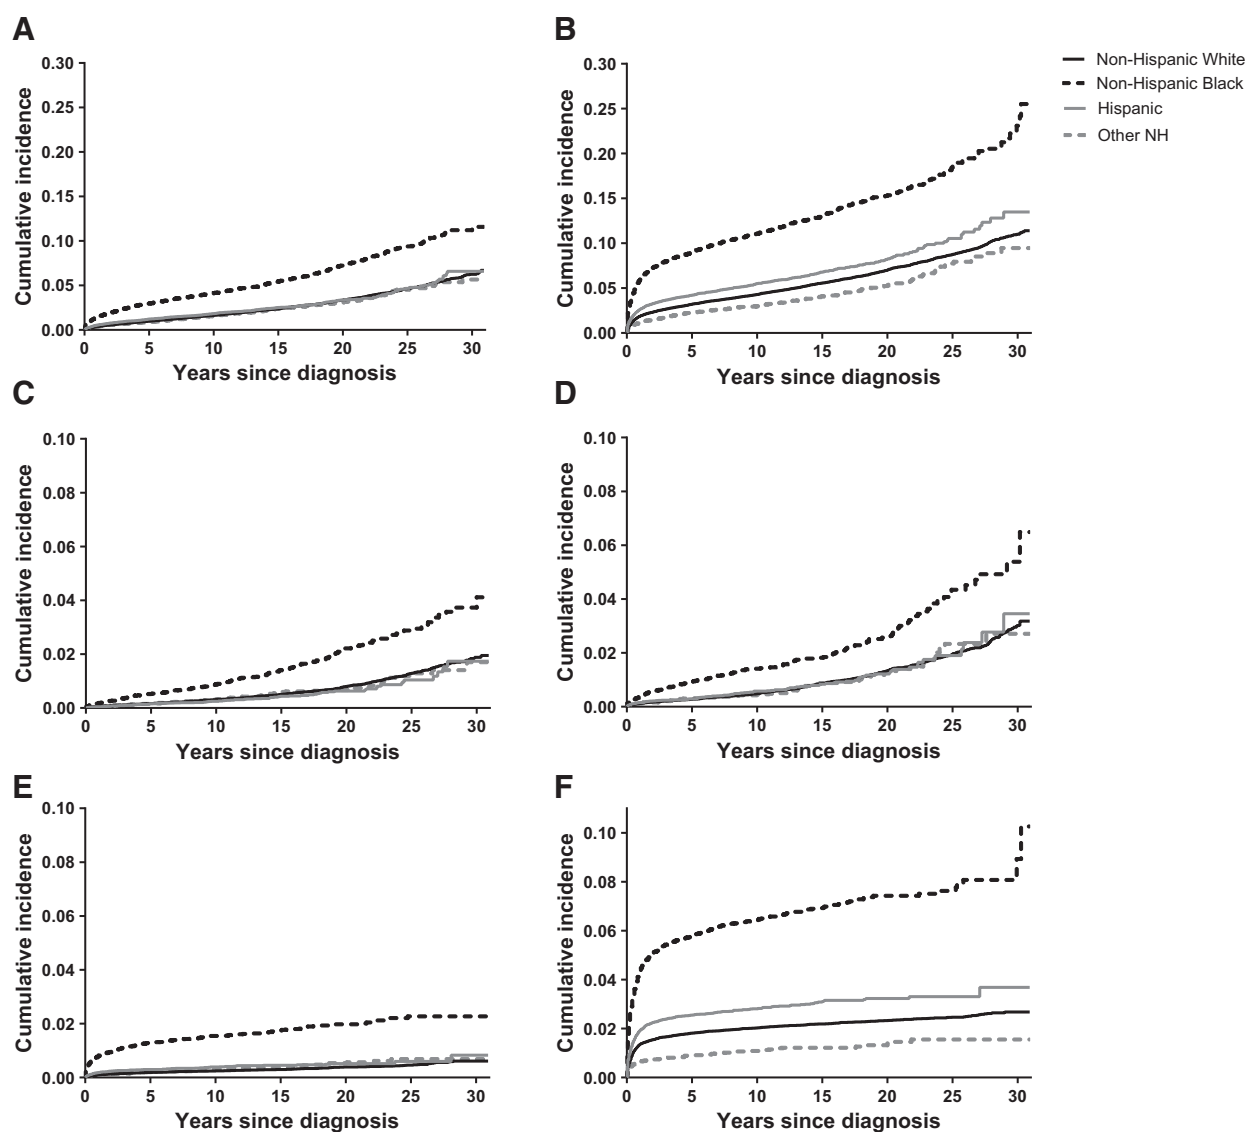 A
0.30
0.25
0.20
0.15
0.10
0.05
0.00
Cumulative incidence
0 5 10 15 20 25 30
Years since diagnosis
B
0.30
0.25
0.20
0.15
0.10
0.05
0.00
Cumulative incidence
0 5 10 15 20 25 30
Years since diagnosis
Non-Hispanic White
Non-Hispanic Black
Hispanic
Other NH
C
0.10
0.08
0.06
0.04
0.02
0.00
Cumulative incidence
0 5 10 15 20 25 30
Years since diagnosis
D
0.10
0.08
0.06
0.04
0.02
0.00
Cumulative incidence
0 5 10 15 20 25 30
Years since diagnosis
E
0.10
0.08
0.06
0.04
0.02
0.00
Cumulative incidence
0 5 10 15 20 25 30
Years since diagnosis
F
0.10
0.08
0.06
0.04
0.02
0.00
Cumulative incidence
0 5 10 15 20 25 30
Years since diagnosis